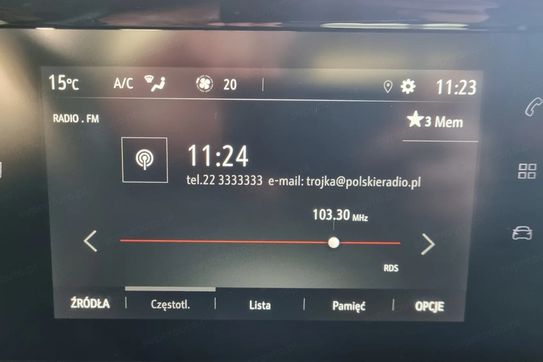 15°C A/C 20 11:23
RADIO . FM
★3 Mem
11:24
tel.22 3333333 e-mail: trojka@polskieradio.pl
103.30 MHz
RDS
ŹRÓDŁA Częstotl. Lista Pamięć OPCJE